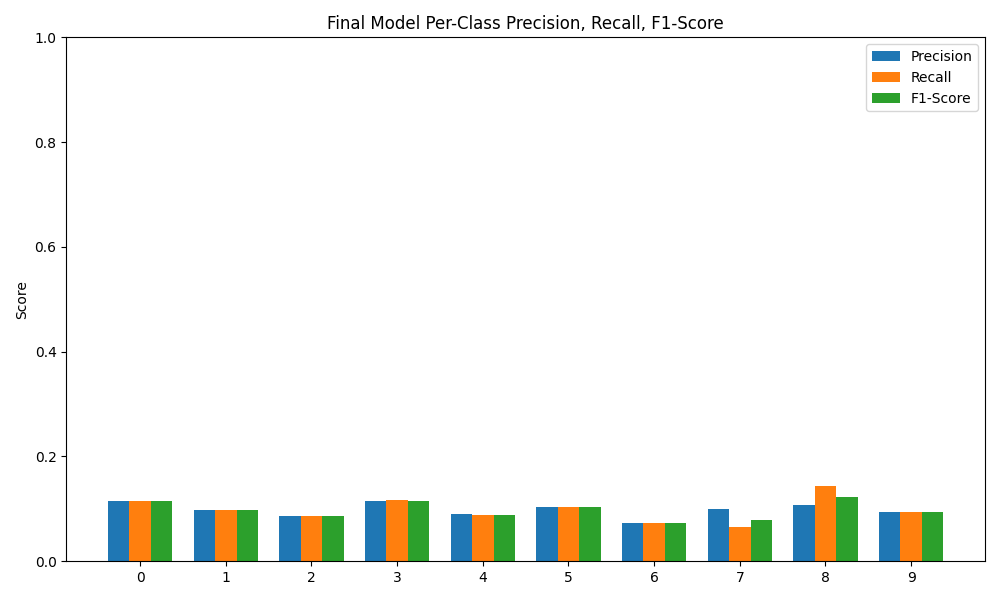 Final Model Per-Class Precision, Recall, F1-Score
1.0
Precision
Recall
F1-Score
0.8
0.6
Score
0.4
0.2
0.0
0 1 2 3 4 5 6 7 8 9